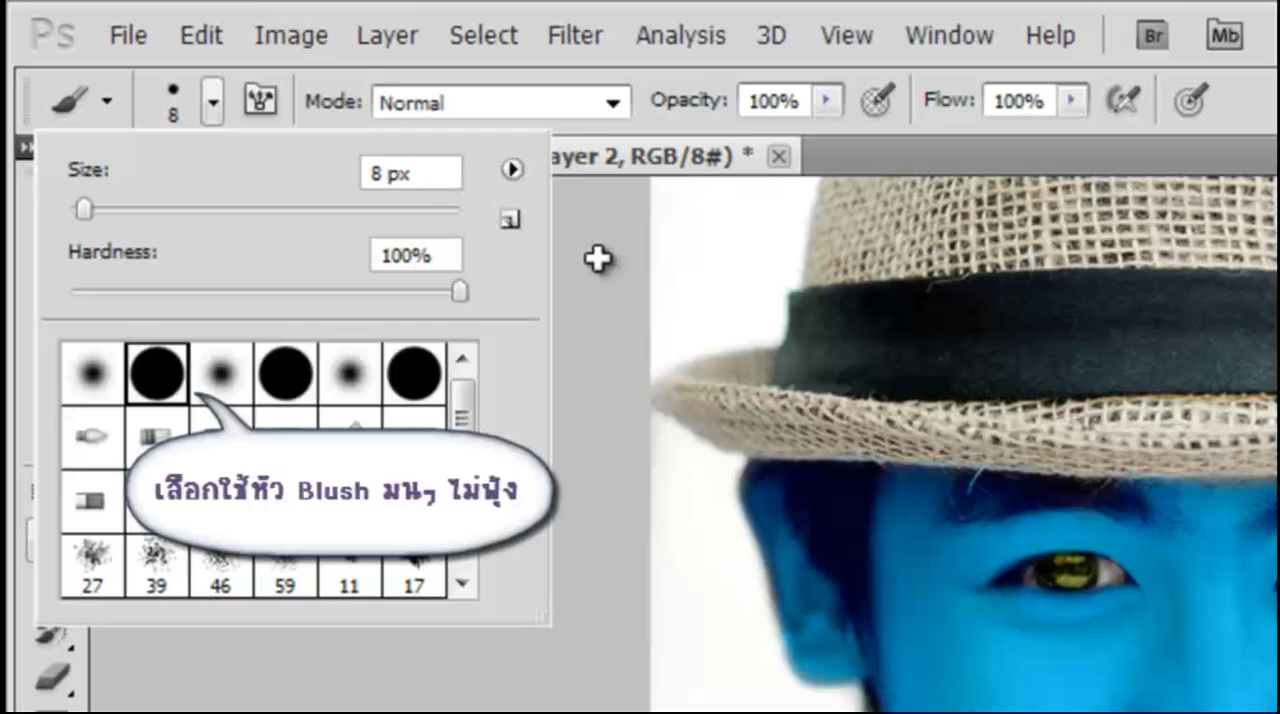 Ps File Edit Image Layer Select Filter Analysis 3D View Window Help Br Mb
8 Mode: Normal Opacity: 100% Flow: 100%
ayer 2, RGB/8#) *
Size: 8 px
Hardness: 100%
เลือกใช้หัว Blush มนๆ ไม่ฟุ้ง
27 39 46 59 11 17